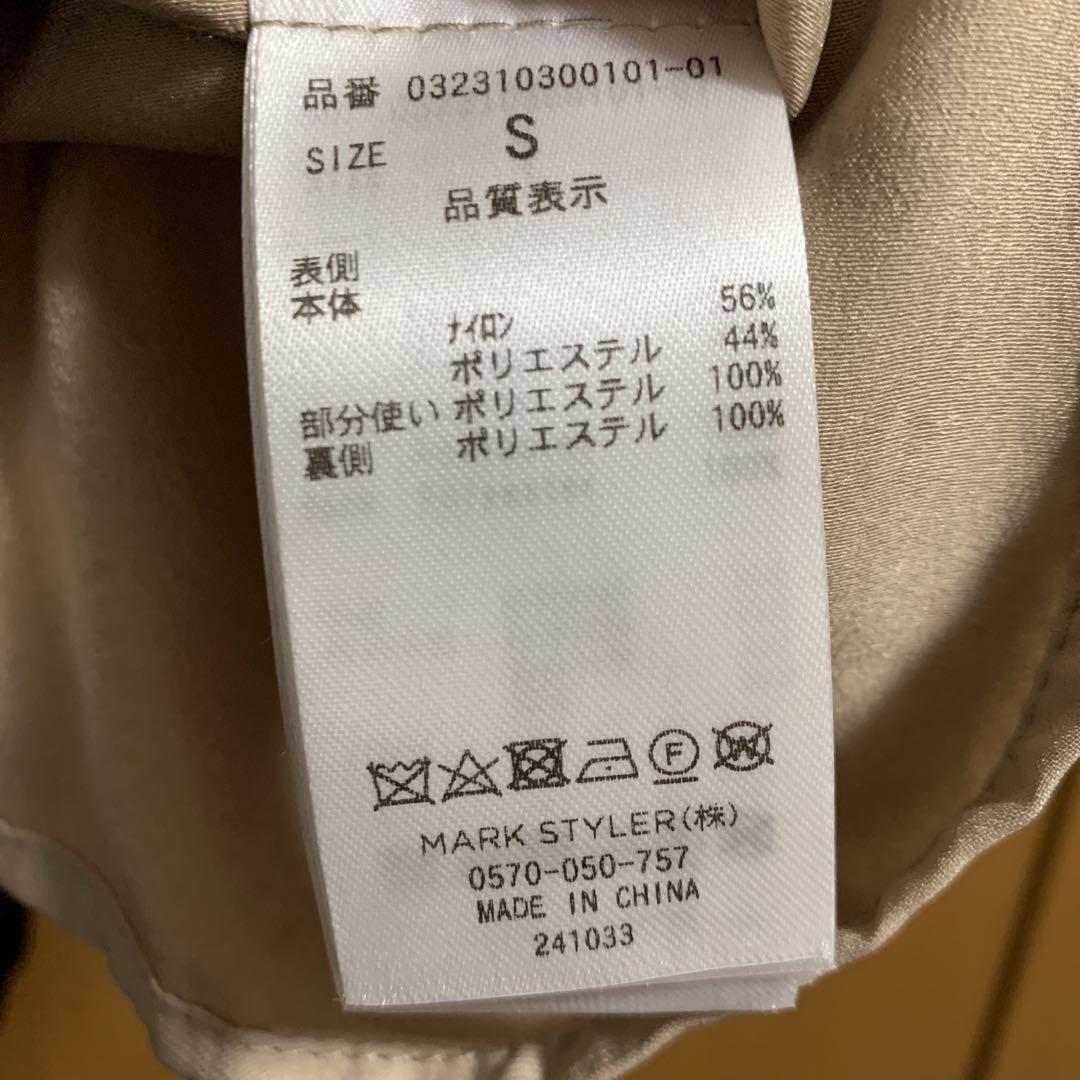 品番 032310300101-01
SIZE S
品質表示
表側
本体 ナイロン 56%
ポリエステル 44%
部分使い ポリエステル 100%
裏側 ポリエステル 100%
F
W
MARK STYLER(株)
0570-050-757
MADE IN CHINA
241033